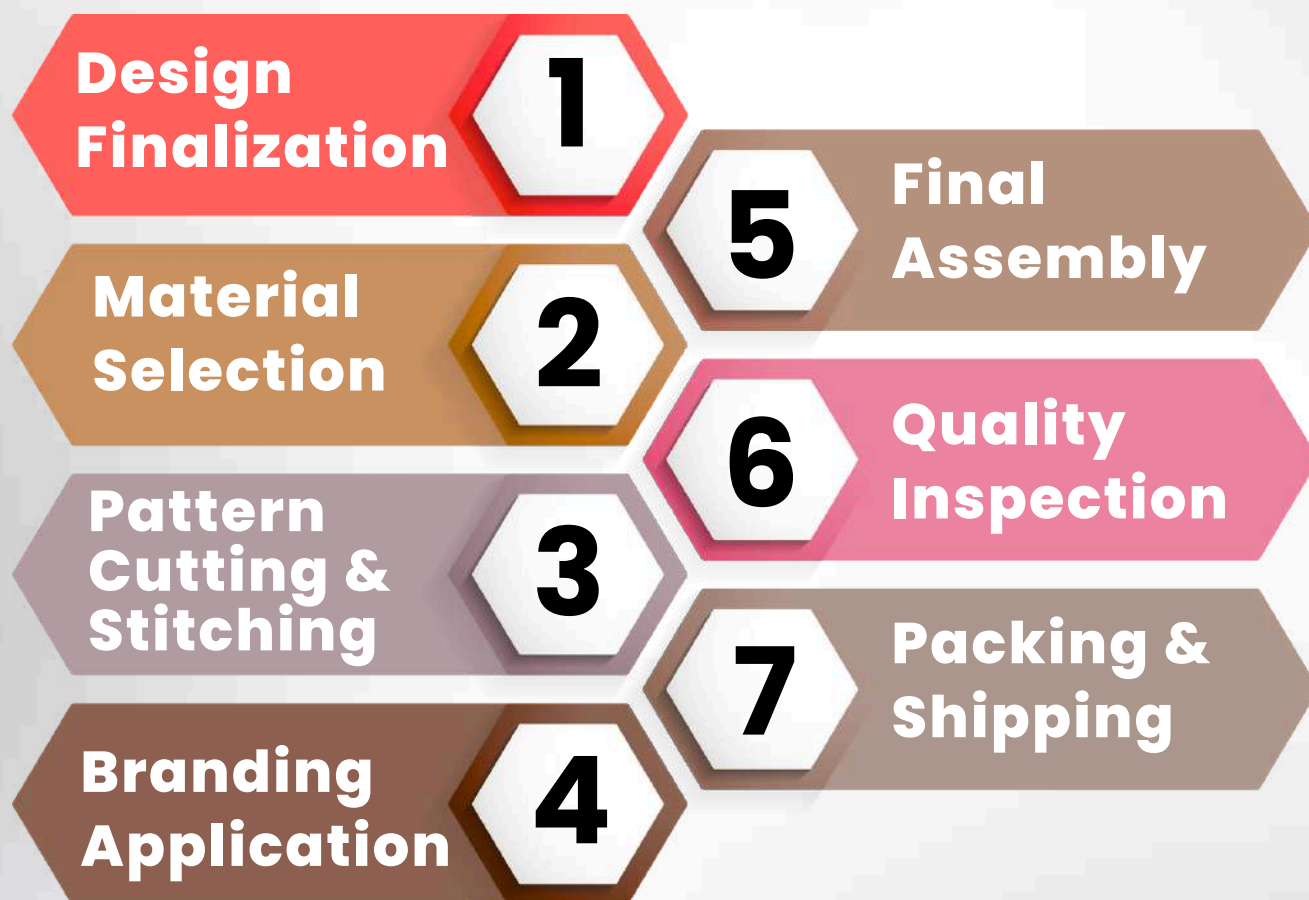 Design
Finalization
1
Material
Selection
2
Pattern
Cutting &
Stitching
3
Branding
Application
4
5
Final
Assembly
6
Quality
Inspection
7
Packing &
Shipping